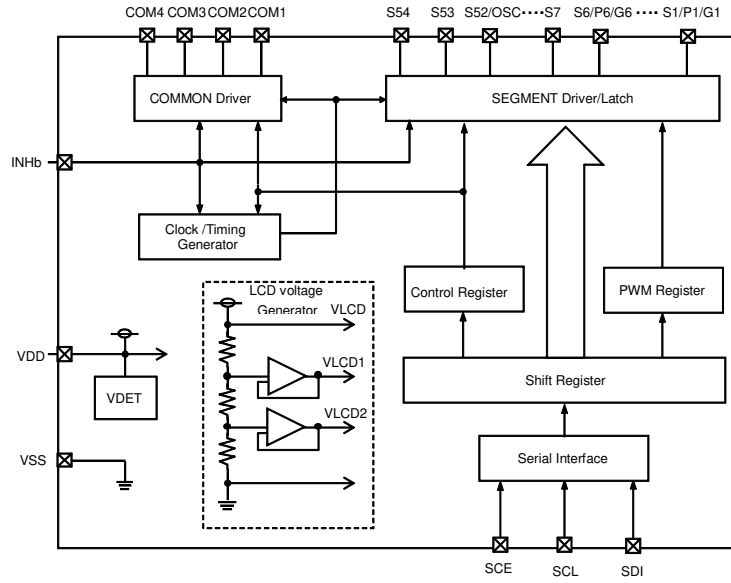 COM4 COM3 COM2 COM1
S54 S53 S52/OSC ···· S7 S6/P6/G6 ···· S1/P1/G1
COMMON Driver
SEGMENT Driver/Latch
INHb
Clock /Timing
Generator
LCD voltage
Generator
VLCD
Control Register
PWM Register
VDD
VLCD1
VDET
Shift Register
VLCD2
VSS
Serial Interface
SCE SCL SDI